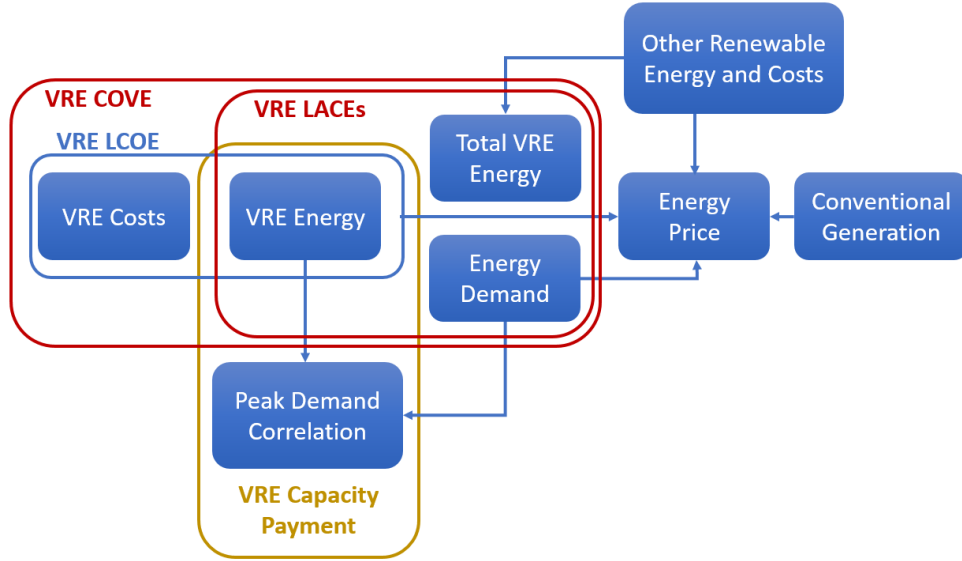 Other Renewable
Energy and Costs
VRE COVE
VRE LACEs
VRE LCOE
Total VRE
Energy
VRE Costs
VRE Energy
Energy
Price
Conventional
Generation
Energy
Demand
Peak Demand
Correlation
VRE Capacity
Payment